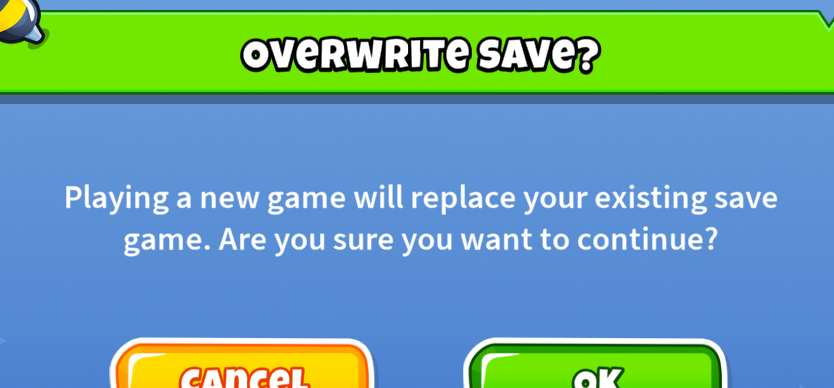 OVERWRITE SAVE?
Playing a new game will replace your existing save
game. Are you sure you want to continue?
CANCEL
OK